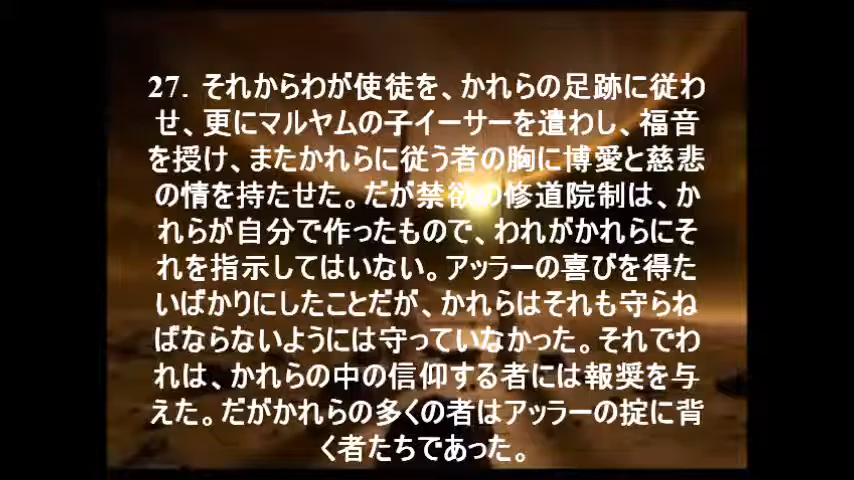 27. それからわが使徒を、かれらの足跡に従わ
せ、更にマルヤムの子イーサーを遣わし、福音
を授け、またかれらに従う者の胸に博愛と慈悲
の情を持たせた。だが禁欲の修道院制は、か
れらが自分で作ったもので、われがかれらにそ
れを指示してはいない。アッラーの喜びを得た
いばかりにしたことだが、かれらはそれも守らね
ばならないようには守っていなかった。それでわ
れは、かれらの中の信仰する者には報奨を与
えた。だがかれらの多くの者はアッラーの掟に背
く者たちであった。